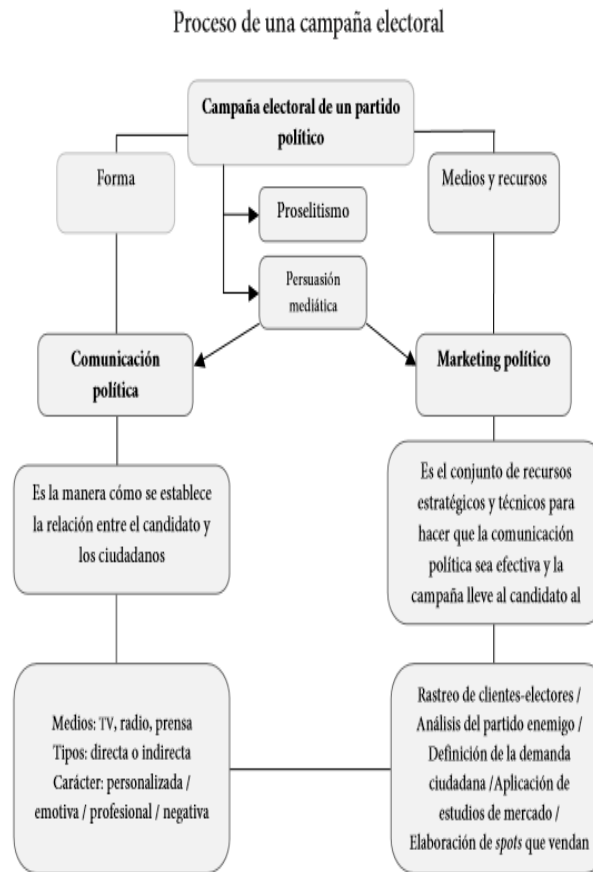 Proceso de una campaña electoral
Campaña electoral de un partido
político
Forma
Medios y recursos
Proselitismo
Persuasión
mediática
Comunicación
política
Marketing político
Es la manera cómo se establece
la relación entre el candidato y
los ciudadanos
Es el conjunto de recursos
estratégicos y técnicos para
hacer que la comunicación
política sea efectiva y la
campaña lleve al candidato al
Medios: TV, radio, prensa
Tipos: directa o indirecta
Carácter: personalizada /
emotiva / profesional / negativa
Rastreo de clientes-electores /
Análisis del partido enemigo /
Definición de la demanda
ciudadana /Aplicación de
estudios de mercado /
Elaboración de spots que vendan